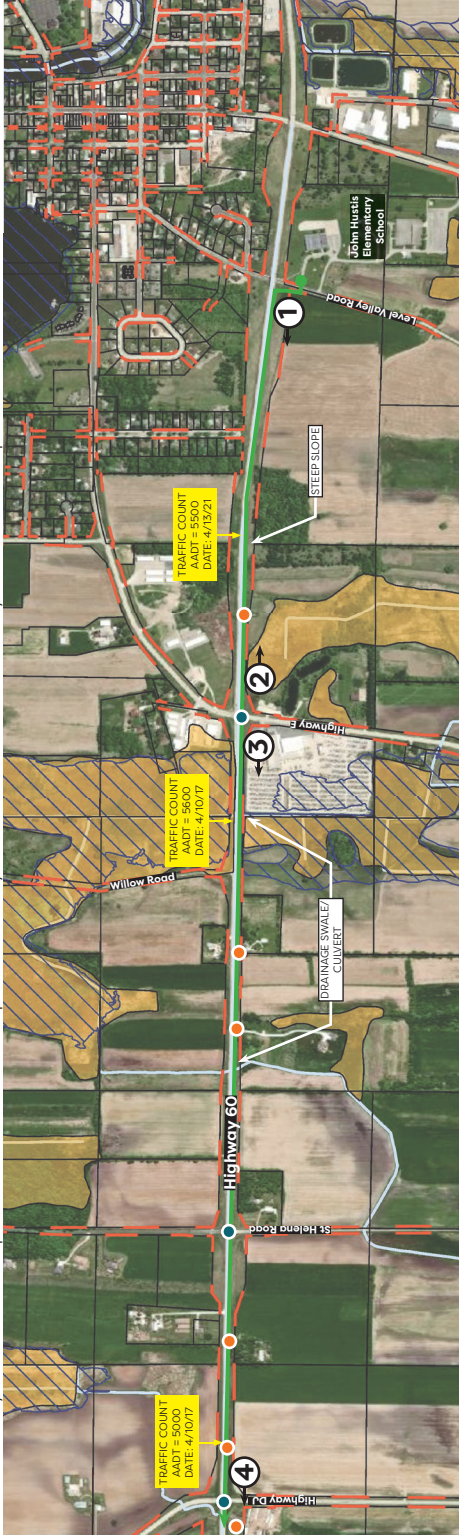 John Hustis
Elementary
School
1
Level Valley Road
TRAFFIC COUNT
AADT = 5500
DATE: 4/13/21
STEEP SLOPE
2
Highway E
3
TRAFFIC COUNT
AADT = 5600
DATE: 4/10/17
Willow Road
DRAINAGE SWALE/
CULVERT
Highway 60
St Helena Road
TRAFFIC COUNT
AADT = 5000
DATE: 4/10/17
4
Highway DJ